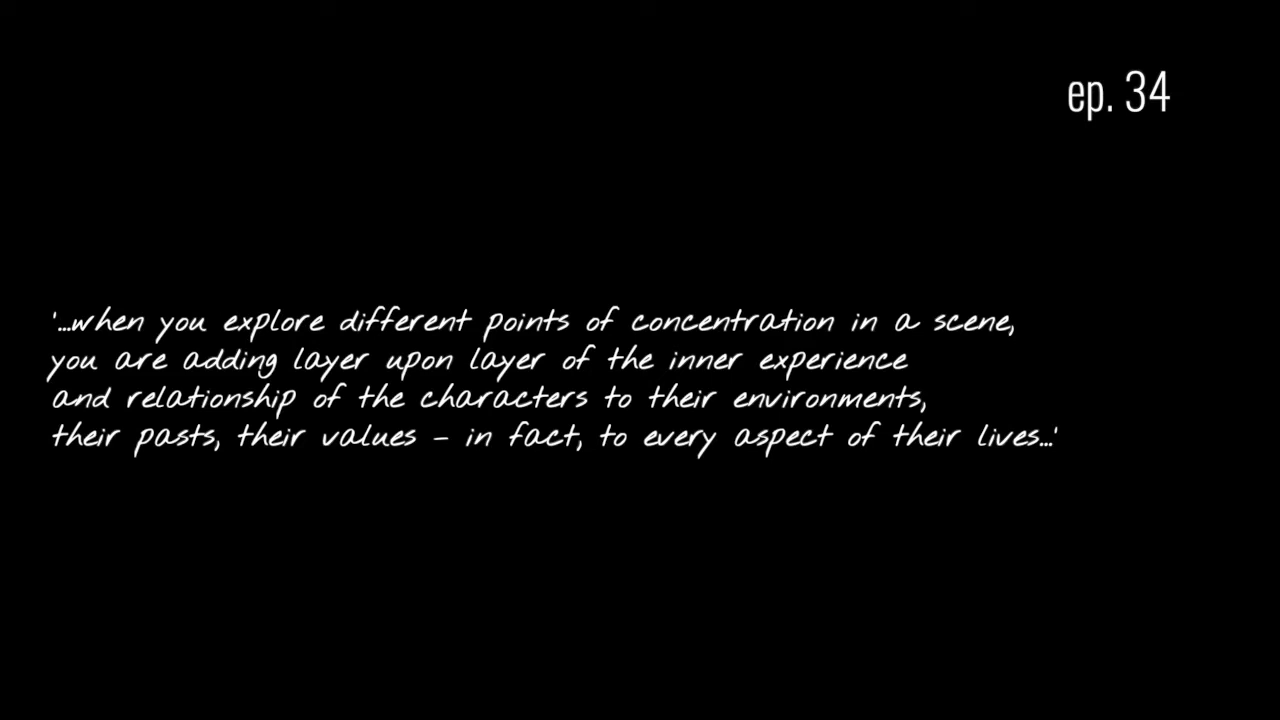 ep. 34
'...when you explore different points of concentration in a scene,
you are adding layer upon layer of the inner experience
and relationship of the characters to their environments,
their pasts, their values – in fact, to every aspect of their lives...'